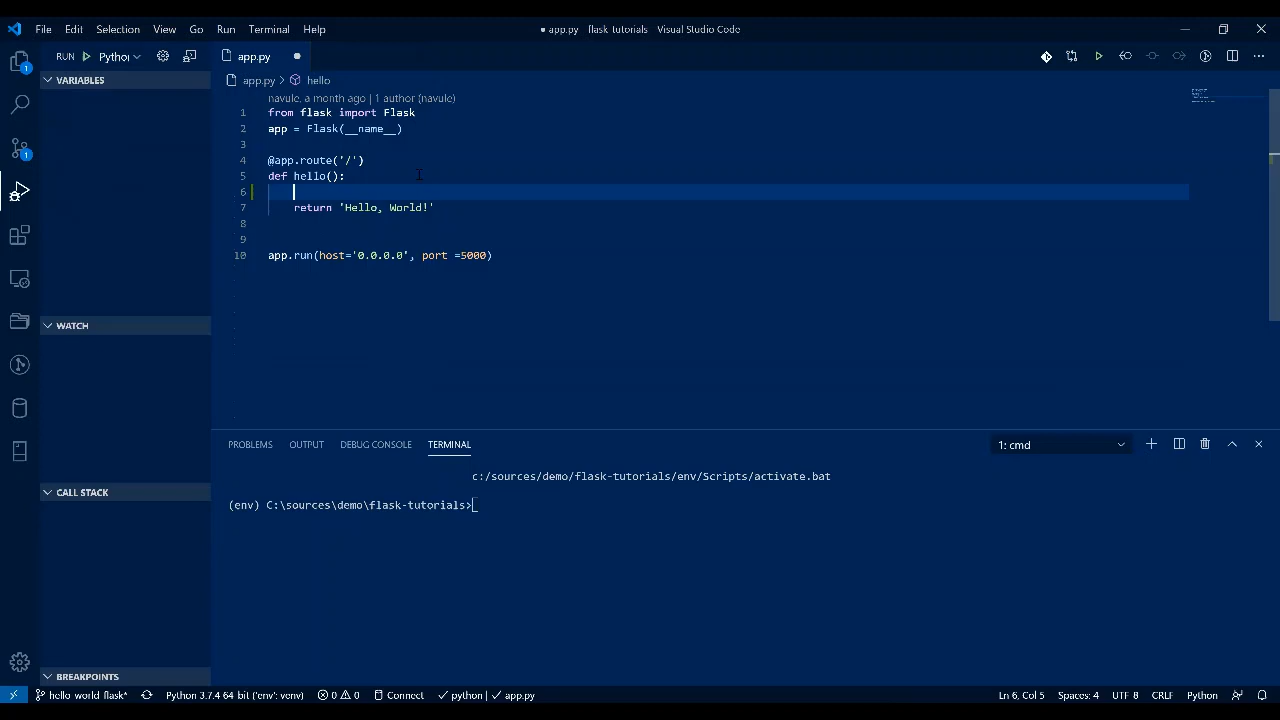 File Edit Selection View Go Run Terminal Help
● app.py - flask-tutorials - Visual Studio Code
RUN Pythor
app.py
VARIABLES
app.py > hello
navule, a month ago | 1 author (navule)
1 from flask import Flask
2 app = Flask(__name__)
3
4 @app.route('/')
5 def hello():
6
7 return 'Hello, World!'
8
9
10 app.run(host='0.0.0.0', port =5000)
WATCH
CALL STACK
BREAKPOINTS
PROBLEMS OUTPUT DEBUG CONSOLE TERMINAL
1: cmd
c:/sources/demo/flask-tutorials/env/Scripts/activate.bat
(env) C:\sources\demo\flask-tutorials>
1
1
hello world flask* Python 3.7.4 64 bit ('env': venv) 0 0 Connect python | app.py
Ln 6, Col 5 Spaces: 4 UTF 8 CRLF Python